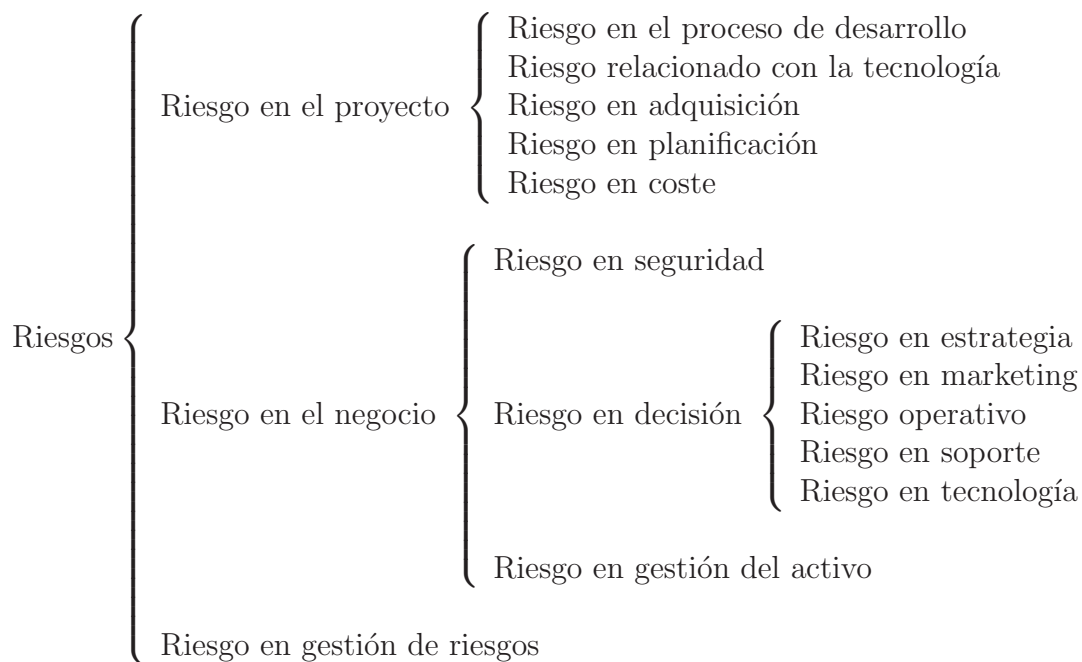 Riesgos
Riesgo en el proyecto
Riesgo en el proceso de desarrollo
Riesgo relacionado con la tecnología
Riesgo en adquisición
Riesgo en planificación
Riesgo en coste
Riesgo en el negocio
Riesgo en seguridad
Riesgo en decisión
Riesgo en estrategia
Riesgo en marketing
Riesgo operativo
Riesgo en soporte
Riesgo en tecnología
Riesgo en gestión del activo
Riesgo en gestión de riesgos